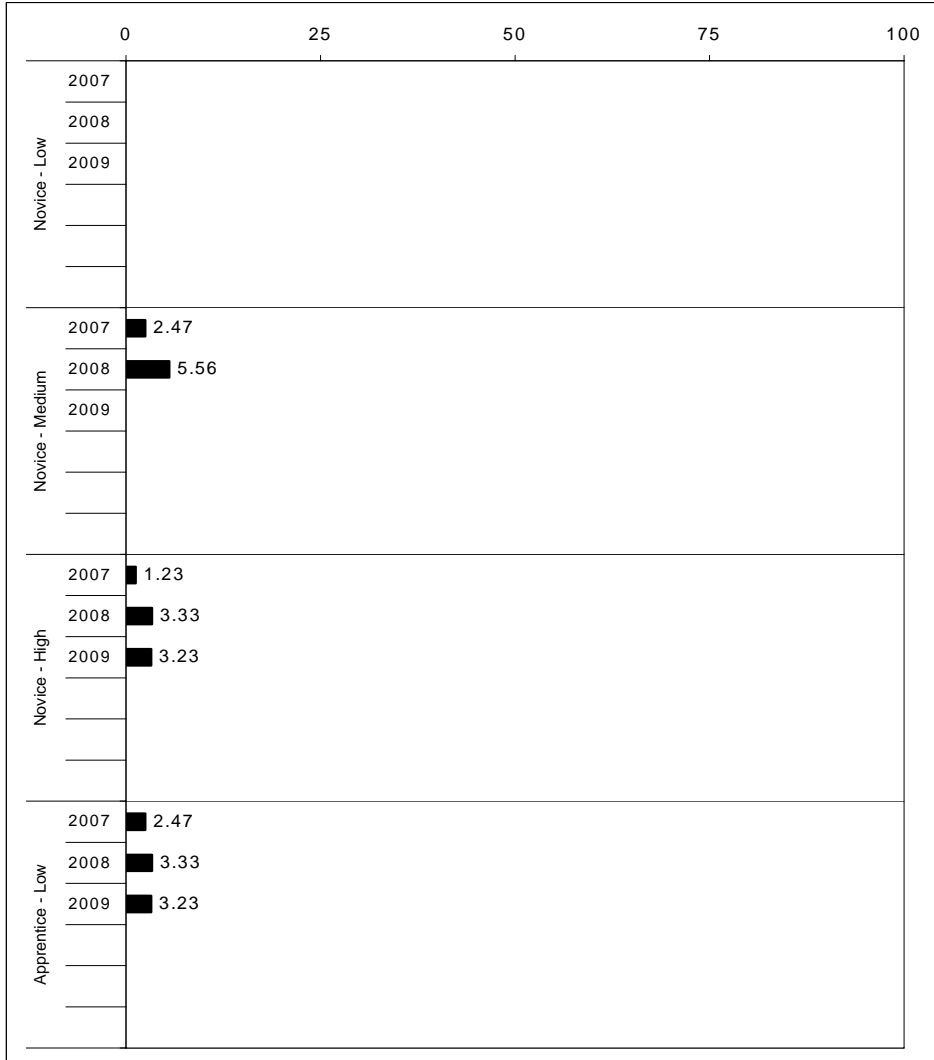 0 25 50 75 100
Novice - Low
2007
2008
2009
Novice - Medium
2007 2.47
2008 5.56
2009
Novice - High
2007 1.23
2008 3.33
2009 3.23
Apprentice - Low
2007 2.47
2008 3.33
2009 3.23